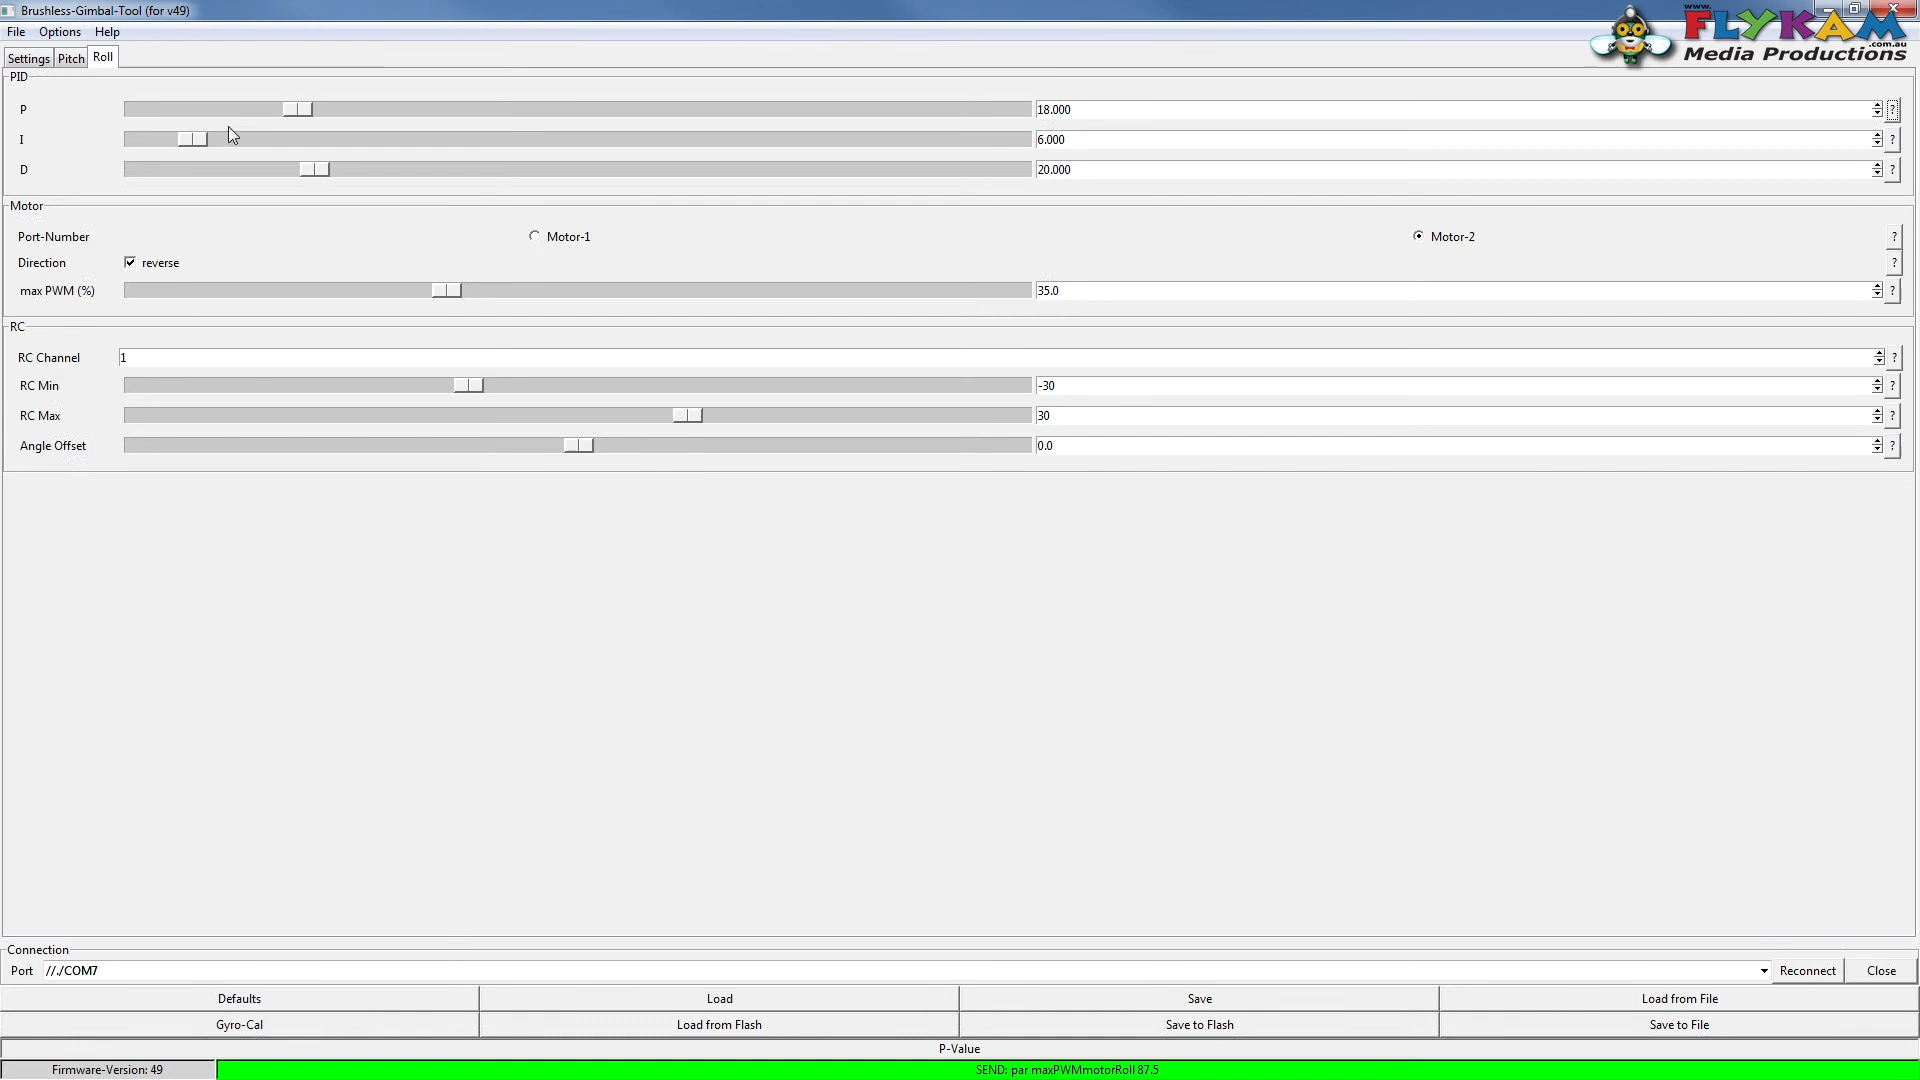 Brushless-Gimbal-Tool (for v49)
www.
FLYKAM
.com.au
Media Productions
File Options Help
Settings Pitch Roll
PID
P 18.000 ?
I 6.000 ?
D 20.000 ?
Motor
Port-Number Motor-1 Motor-2 ?
Direction reverse ?
max PWM (%) 35.0 ?
RC
RC Channel 1 ?
RC Min -30 ?
RC Max 30 ?
Angle Offset 0.0 ?
Connection
Port //./COM7 Reconnect Close
Defaults Load Save Load from File
Gyro-Cal Load from Flash Save to Flash Save to File
P-Value
Firmware-Version: 49 SEND: par maxPWMmotorRoll 87.5